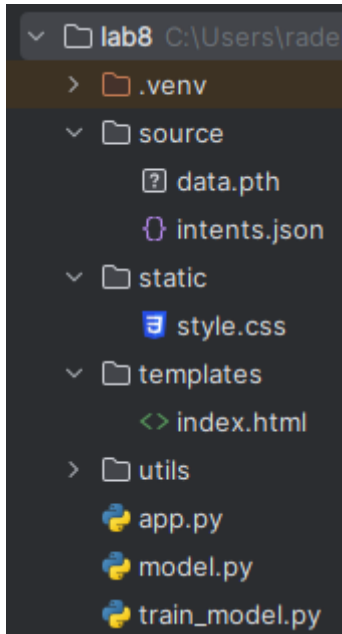 lab8 C:\Users\rade
.venv
source
data.pth
intents.json
static
style.css
templates
index.html
utils
app.py
model.py
train_model.py